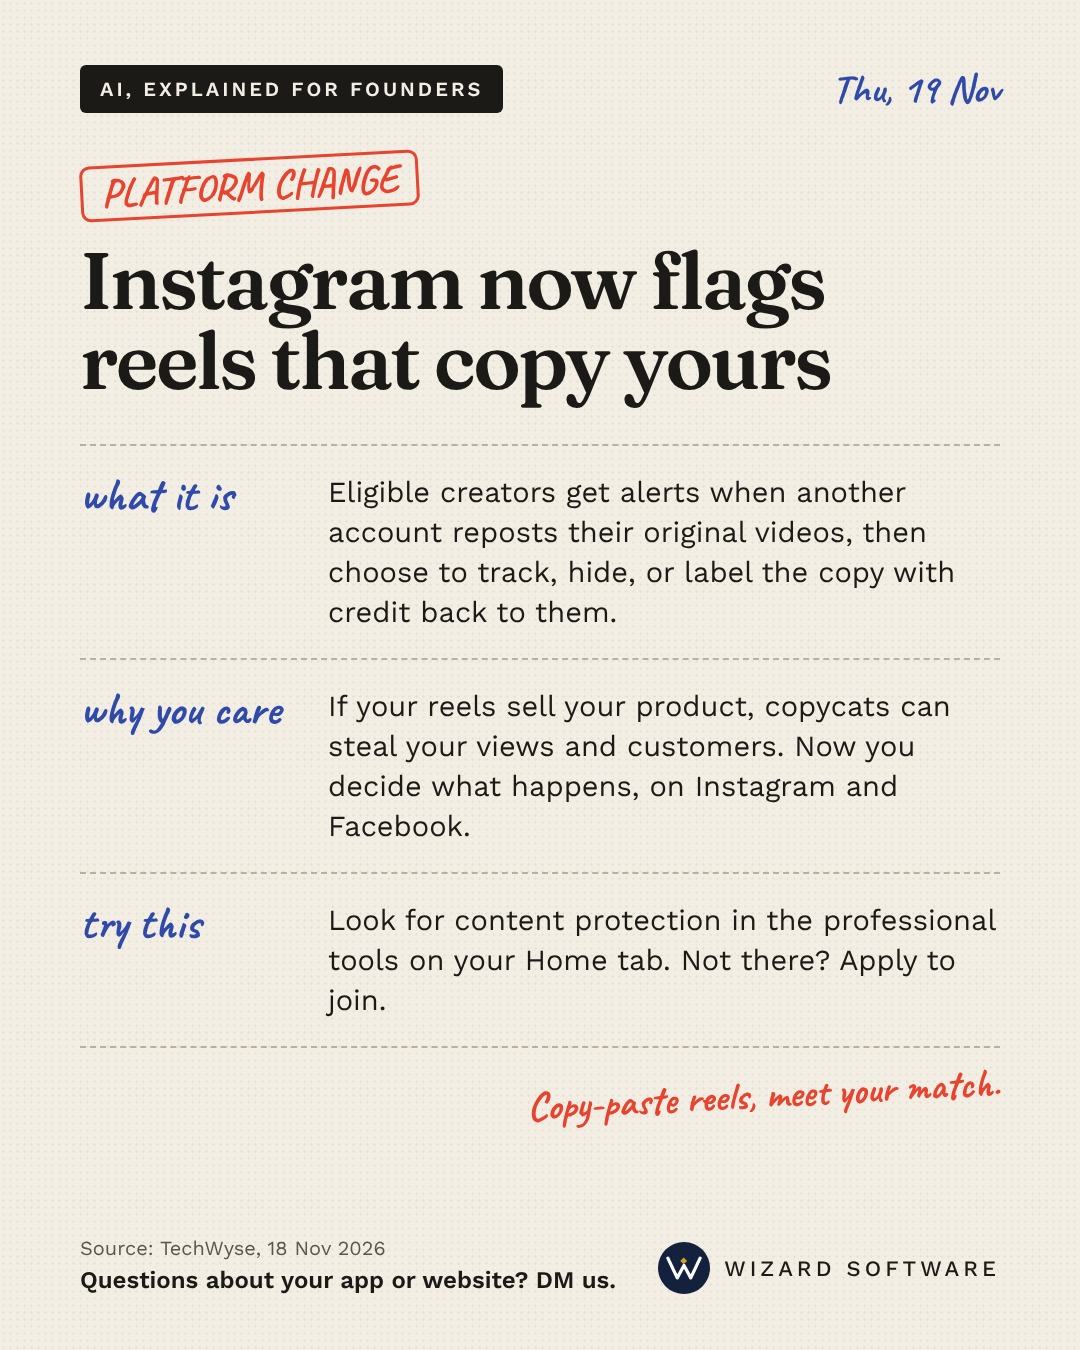 AI, EXPLAINED FOR FOUNDERS
Thu, 19 Nov
PLATFORM CHANGE
Instagram now flags
reels that copy yours
what it is
Eligible creators get alerts when another
account reposts their original videos, then
choose to track, hide, or label the copy with
credit back to them.
why you care
If your reels sell your product, copycats can
steal your views and customers. Now you
decide what happens, on Instagram and
Facebook.
try this
Look for content protection in the professional
tools on your Home tab. Not there? Apply to
join.
Copy-paste reels, meet your match.
Source: TechWyse, 18 Nov 2026
Questions about your app or website? DM us.
W
WIZARD SOFTWARE